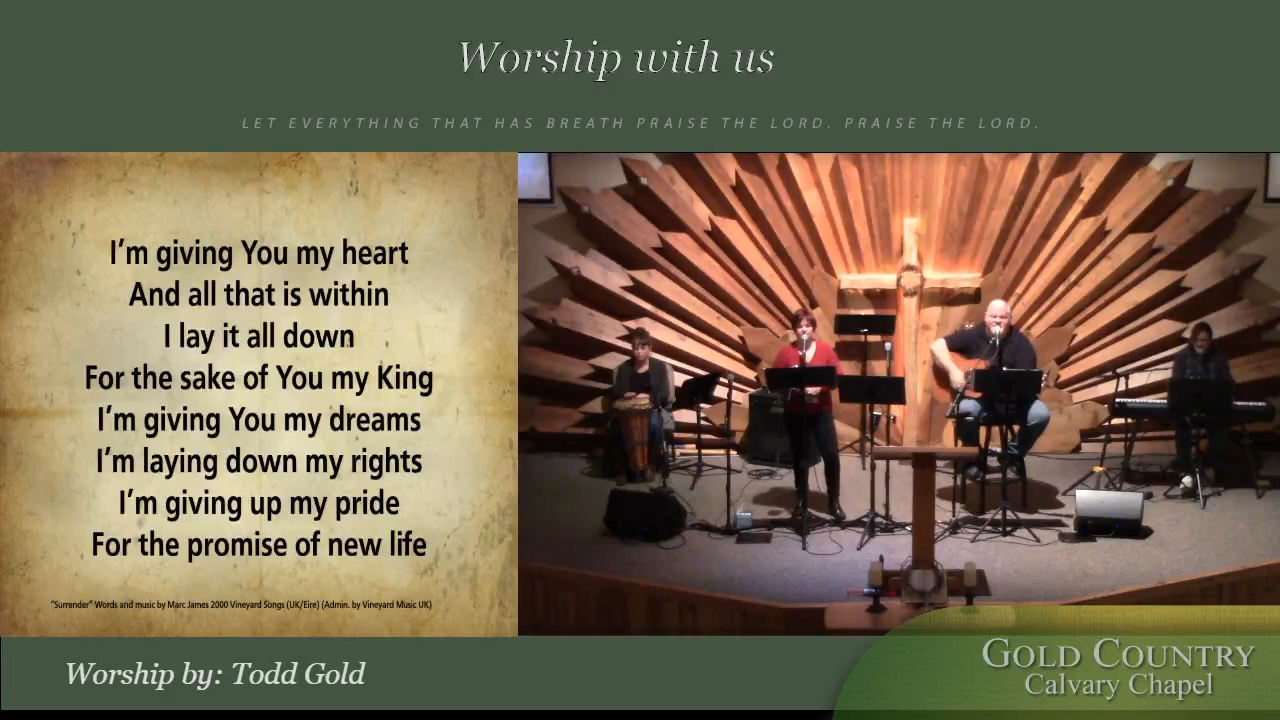 Worship with us
LET EVERYTHING THAT HAS BREATH PRAISE THE LORD. PRAISE THE LORD.
I'm giving You my heart
And all that is within
I lay it all down
For the sake of You my King
I'm giving You my dreams
I'm laying down my rights
I'm giving up my pride
For the promise of new life
"Surrender" Words and music by Marc James 2000 Vineyard Songs (UK/Eire) (Admin. by Vineyard Music UK)
Worship by: Todd Gold
GOLD COUNTRY
Calvary Chapel